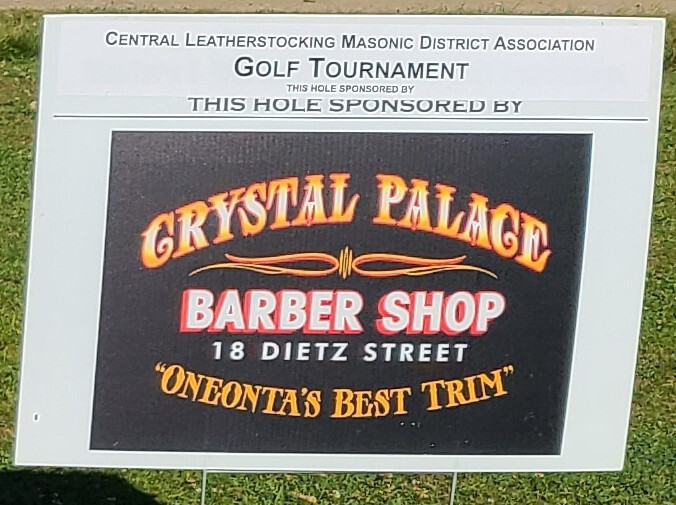 Central Leatherstocking Masonic District Association
Golf Tournament
THIS HOLE SPONSORED BY
THIS HOLE SPONSORED BY
CRYSTAL PALACE
BARBER SHOP
18 DIETZ STREET
"ONEONTA'S BEST TRIM"